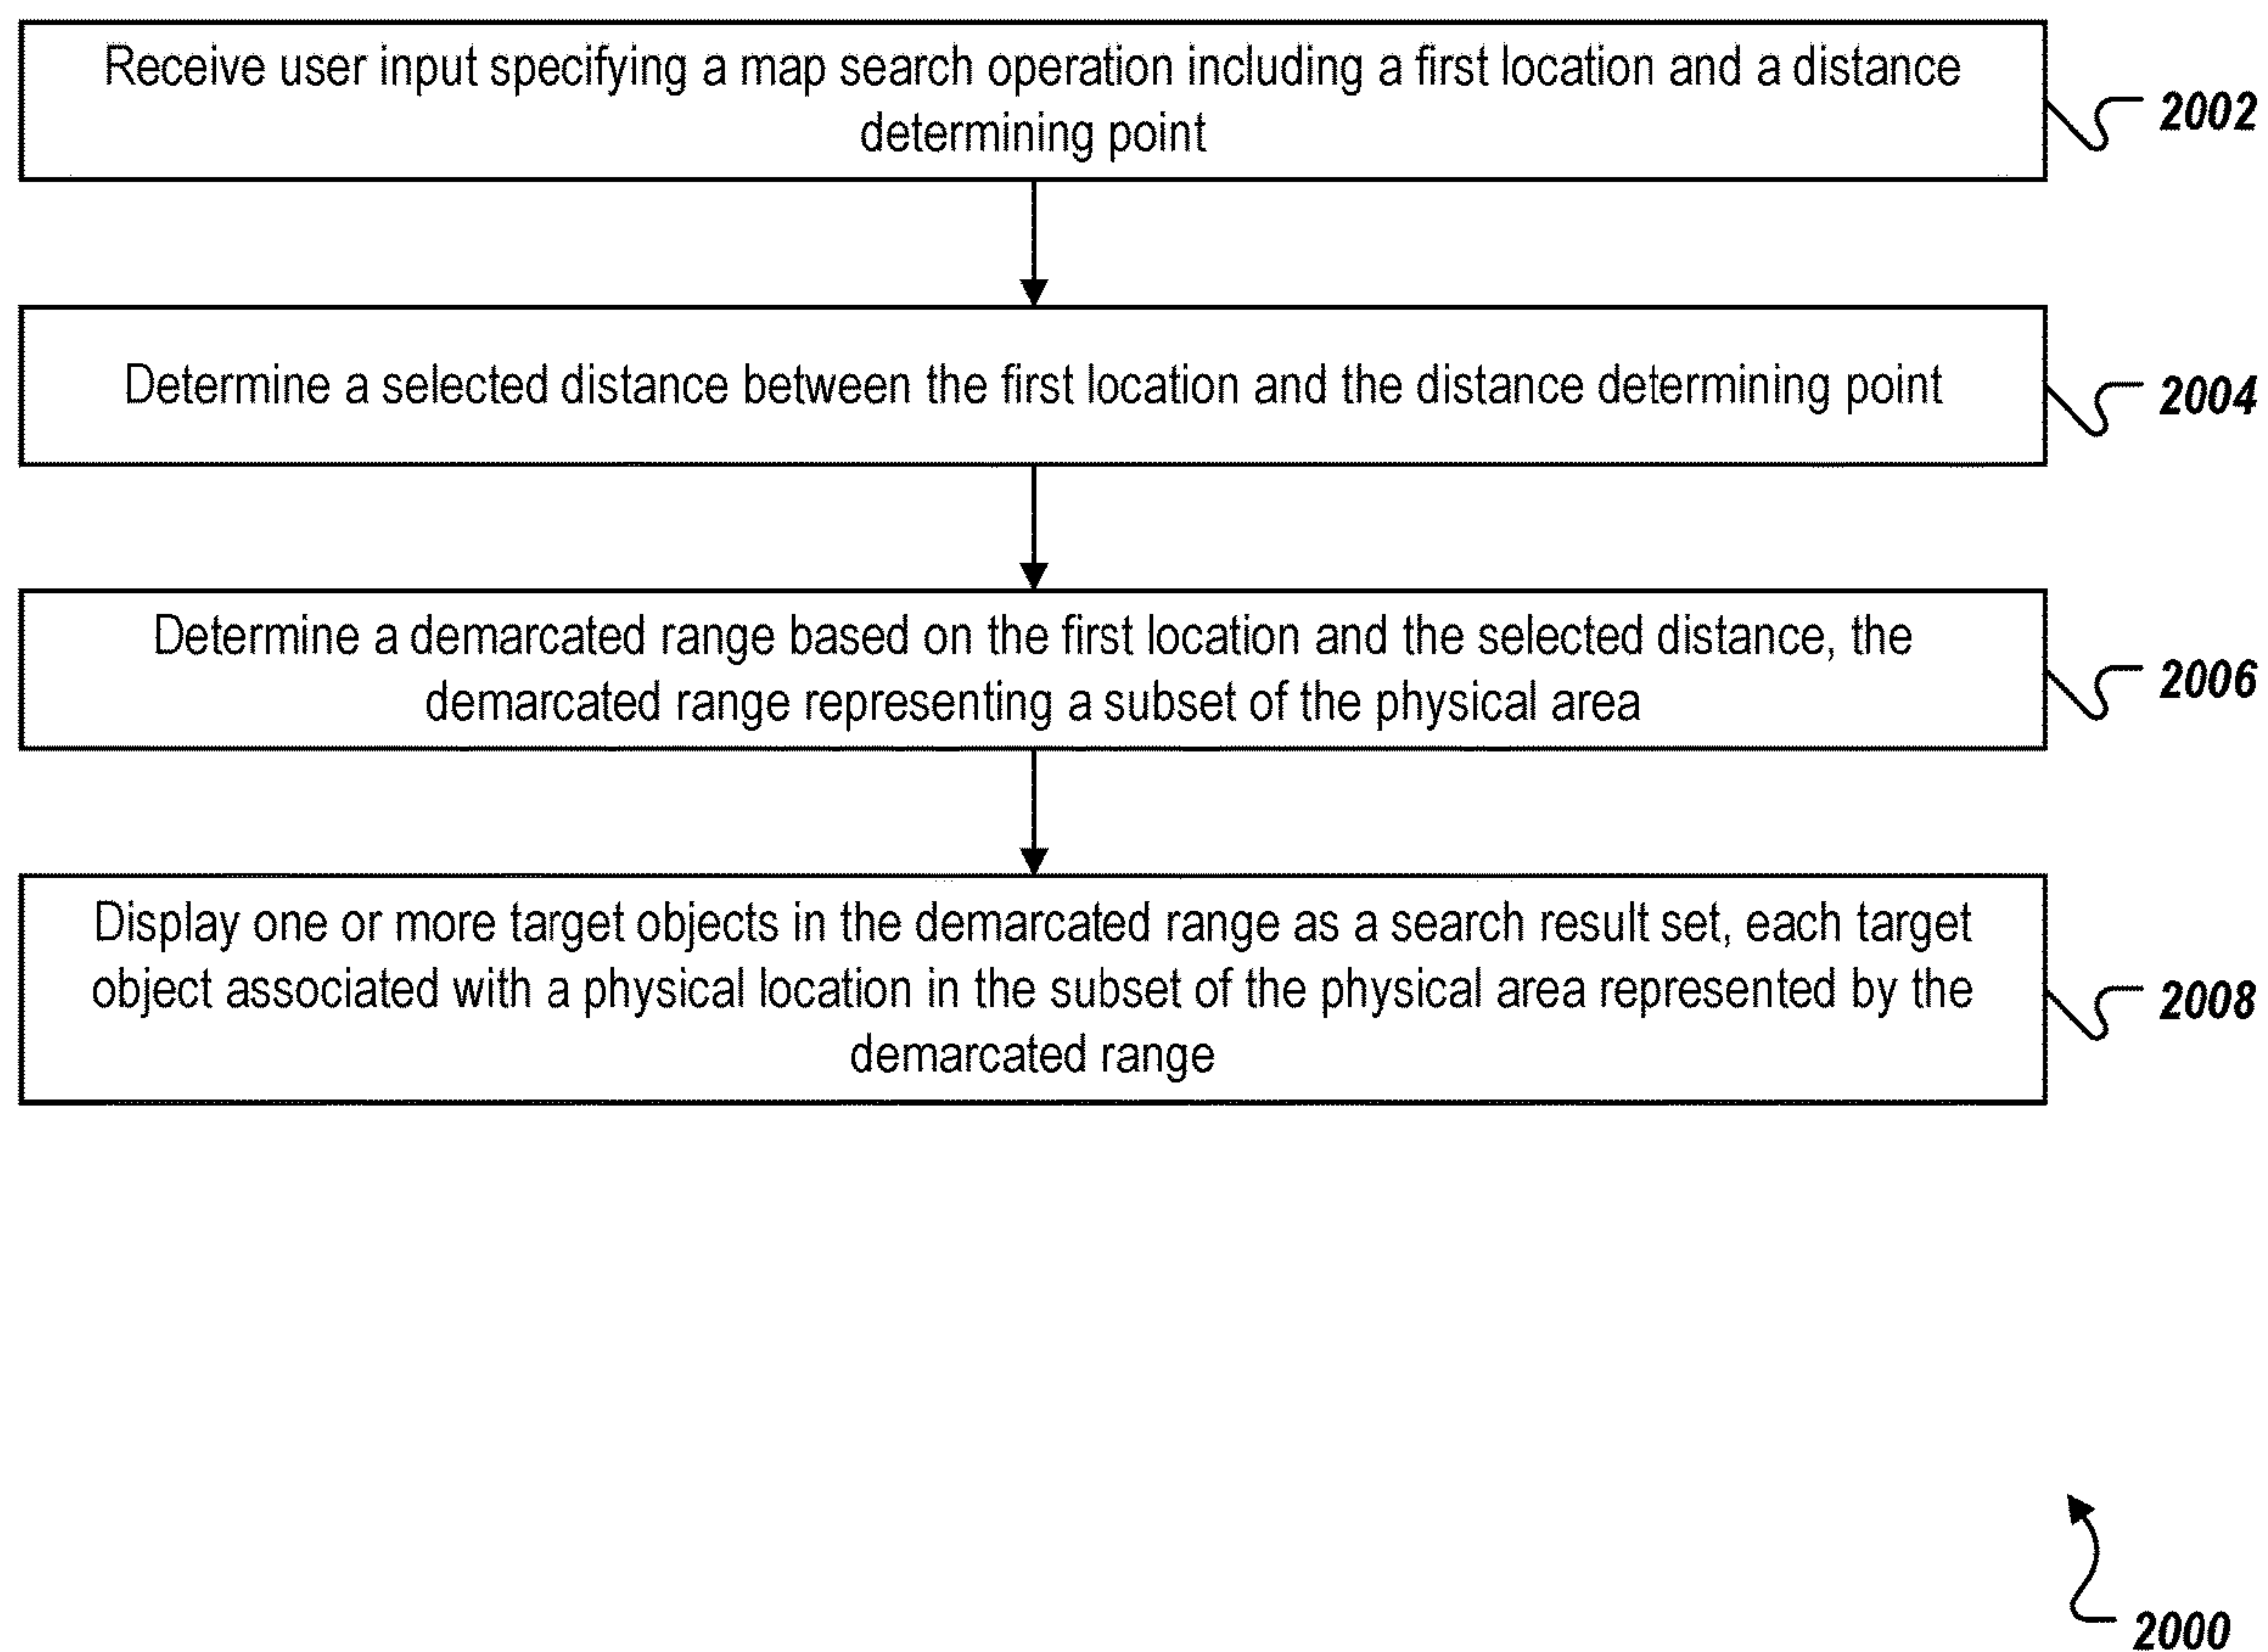 Receive user input specifying a map search operation including a first location and a distance
determining point
2002
Determine a selected distance between the first location and the distance determining point
2004
Determine a demarcated range based on the first location and the selected distance, the
demarcated range representing a subset of the physical area
2006
Display one or more target objects in the demarcated range as a search result set, each target
object associated with a physical location in the subset of the physical area represented by the
demarcated range
2008
2000